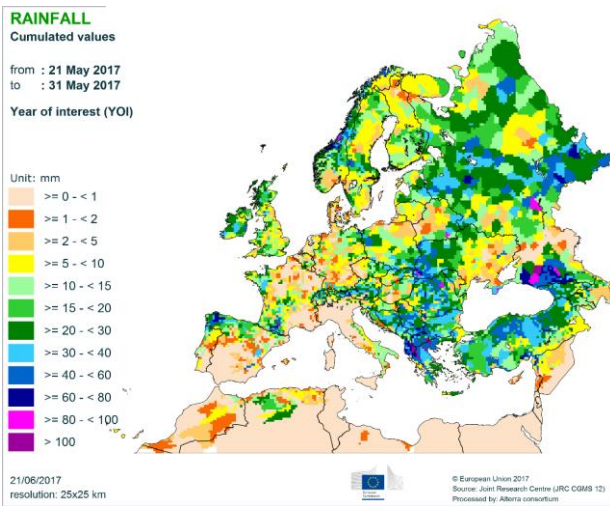 RAINFALL
Cumulated values
from : 21 May 2017
to : 31 May 2017
Year of interest (YOI)
Unit: mm
>= 0 - < 1
>= 1 - < 2
>= 2 - < 5
>= 5 - < 10
>= 10 - < 15
>= 15 - < 20
>= 20 - < 30
>= 30 - < 40
>= 40 - < 60
>= 60 - < 80
>= 80 - < 100
> 100
21/06/2017
resolution: 25x25 km
European Commission
© European Union 2017
Source: Joint Research Centre (JRC CGMS 12)
Processed by: Alterra consortium